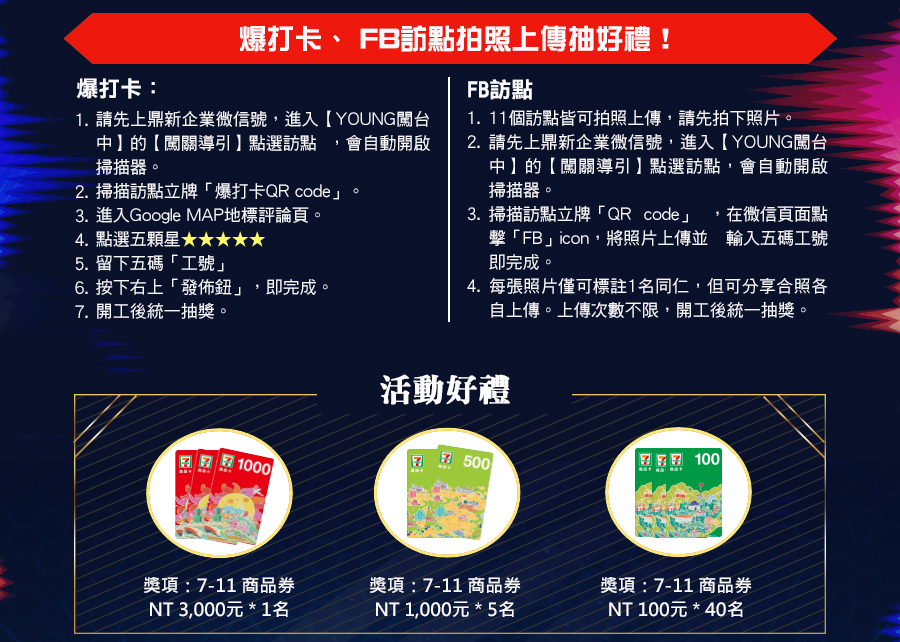 爆打卡、 FB訪點拍照上傳抽好禮！
爆打卡：
1. 請先上鼎新企業微信號，進入【YOUNG闖台
中】的【闖關導引】點選訪點 ，會自動開啟
掃描器。
2. 掃描訪點立牌「爆打卡QR code」。
3. 進入Google MAP地標評論頁。
4. 點選五顆星★★★★★
5. 留下五碼「工號」
6. 按下右上「發佈鈕」，即完成。
7. 開工後統一抽獎。
FB訪點
1. 11個訪點皆可拍照上傳，請先拍下照片。
2. 請先上鼎新企業微信號，進入【YOUNG闖台
中】的【闖關導引】點選訪點，會自動開啟
掃描器。
3. 掃描訪點立牌「QR code」 ，在微信頁面點
擊「FB」icon，將照片上傳並 輸入五碼工號
即完成。
4. 每張照片僅可標註1名同仁，但可分享合照各
自上傳。上傳次數不限，開工後統一抽獎。
活動好禮
1000
500
100
獎項：7-11 商品券
NT 3,000元 * 1名
獎項：7-11 商品券
NT 1,000元 * 5名
獎項：7-11 商品券
NT 100元 * 40名